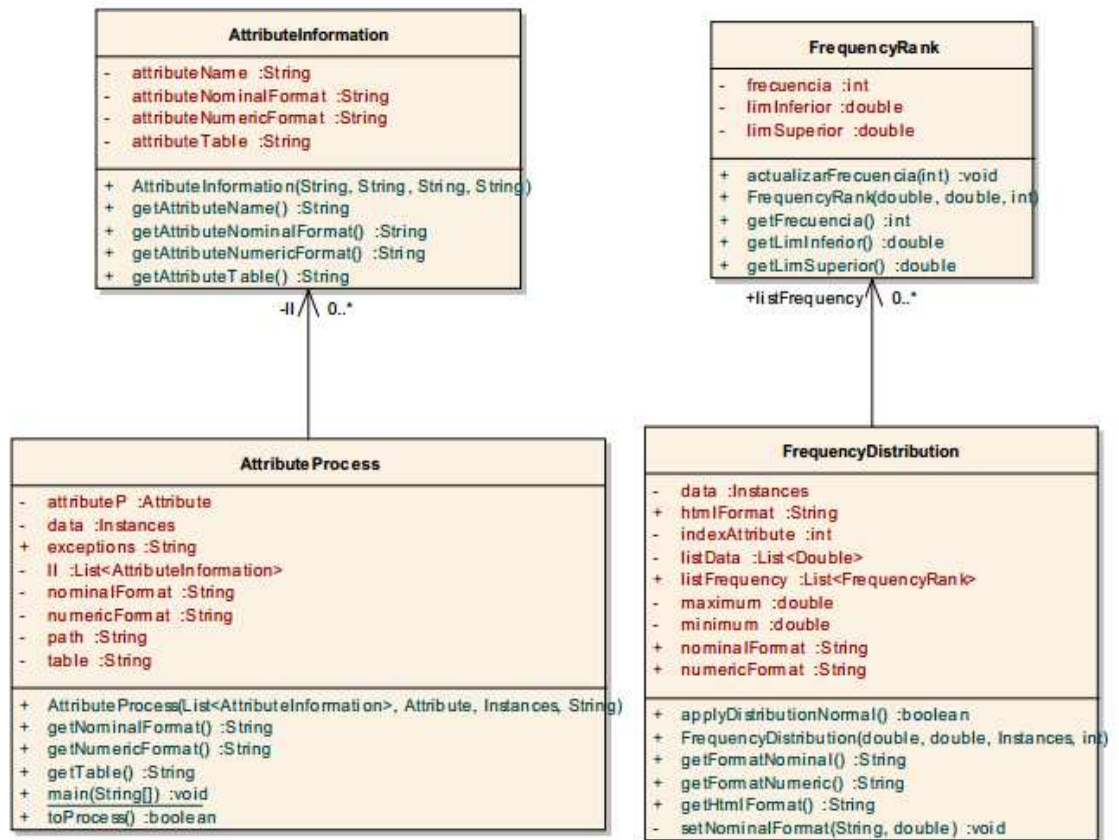 AttributeInformation
- attributeName :String
- attributeNominalFormat :String
- attributeNumericFormat :String
- attributeTable :String
+ AttributeInformation(String, String, String, String)
+ getAttributeName() :String
+ getAttributeNominalFormat() :String
+ getAttributeNumericFormat() :String
+ getAttributeTable() :String
FrequencyRank
- frecuencia :int
- limInferior :double
- limSuperior :double
+ actualizarFrecuencia(int) :void
+ FrequencyRank(double, double, int)
+ getFrecuencia() :int
+ getLimInferior() :double
+ getLimSuperior() :double
-ll 0..*
+listFrequency 0..*
AttributeProcess
- attributeP :Attribute
- data :Instances
+ exceptions :String
- ll :List<AttributeInformation>
- nominalFormat :String
- numericFormat :String
- path :String
- table :String
+ AttributeProcess(List<AttributeInformation>, Attribute, Instances, String)
+ getNominalFormat() :String
+ getNumericFormat() :String
+ getTable() :String
+ main(String[]) :void
+ toProcess() :boolean
FrequencyDistribution
- data :Instances
+ htmlFormat :String
- indexAttribute :int
- listData :List<Double>
+ listFrequency :List<FrequencyRank>
- maximum :double
- minimum :double
+ nominalFormat :String
+ numericFormat :String
+ applyDistributionNormal() :boolean
+ FrequencyDistribution(double, double, Instances, int)
+ getFormatNominal() :String
+ getFormatNumeric() :String
+ getHtmlFormat() :String
- setNominalFormat(String, double) :void